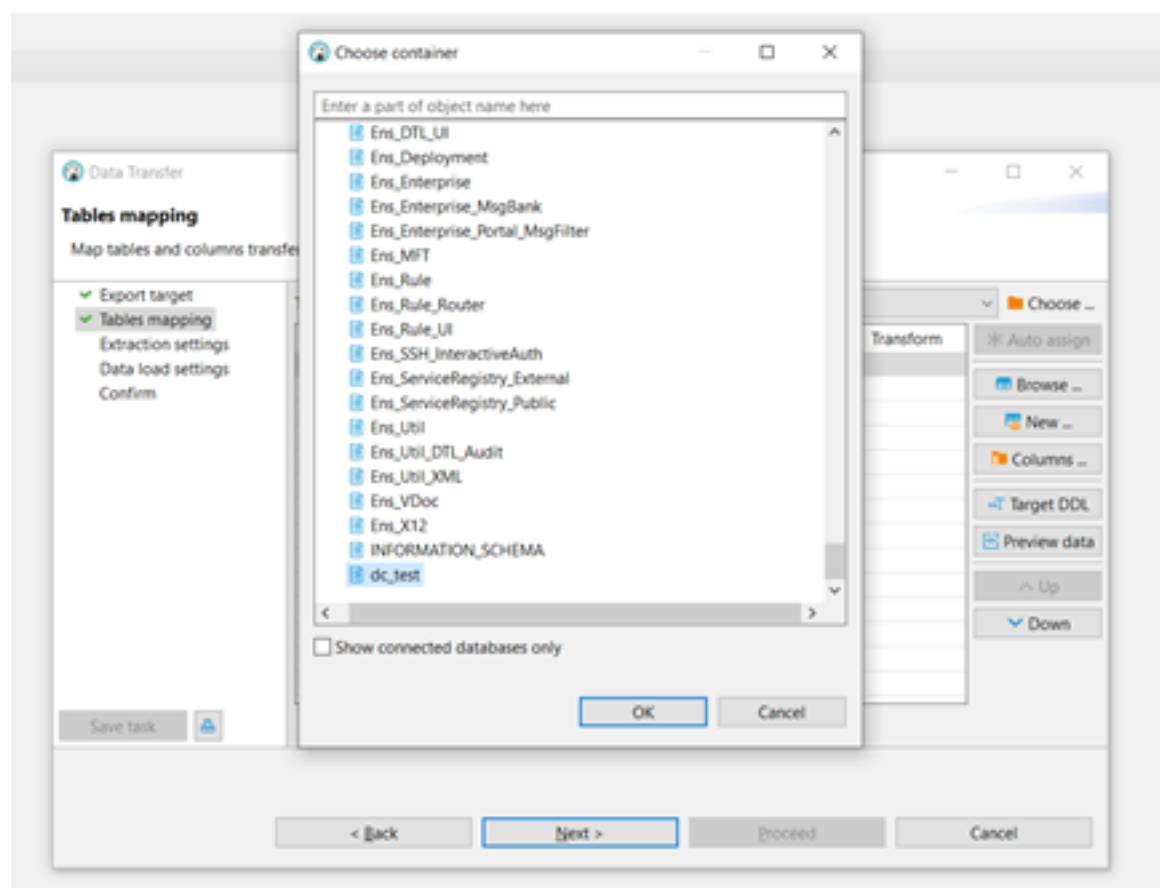 Choose container
Enter a part of object name here
Ens_DTL_UI
Ens_Deployment
Ens_Enterprise
Ens_Enterprise_MsgBank
Ens_Enterprise_Portal_MsgFilter
Ens_MFT
Ens_Rule
Ens_Rule_Router
Ens_Rule_UI
Ens_SSH_InteractiveAuth
Ens_ServiceRegistry_External
Ens_ServiceRegistry_Public
Ens_Util
Ens_Util_DTL_Audit
Ens_Util_XML
Ens_VDoc
Ens_X12
INFORMATION_SCHEMA
dc_test
Show connected databases only
OK
Cancel
Data Transfer
Tables mapping
Map tables and columns transfe
Export target
Tables mapping
Extraction settings
Data load settings
Confirm
Save task
Choose ...
Transform
Auto assign
Browse ...
New ...
Columns ...
Target DDL
Preview data
Up
Down
< Back
Next >
Proceed
Cancel